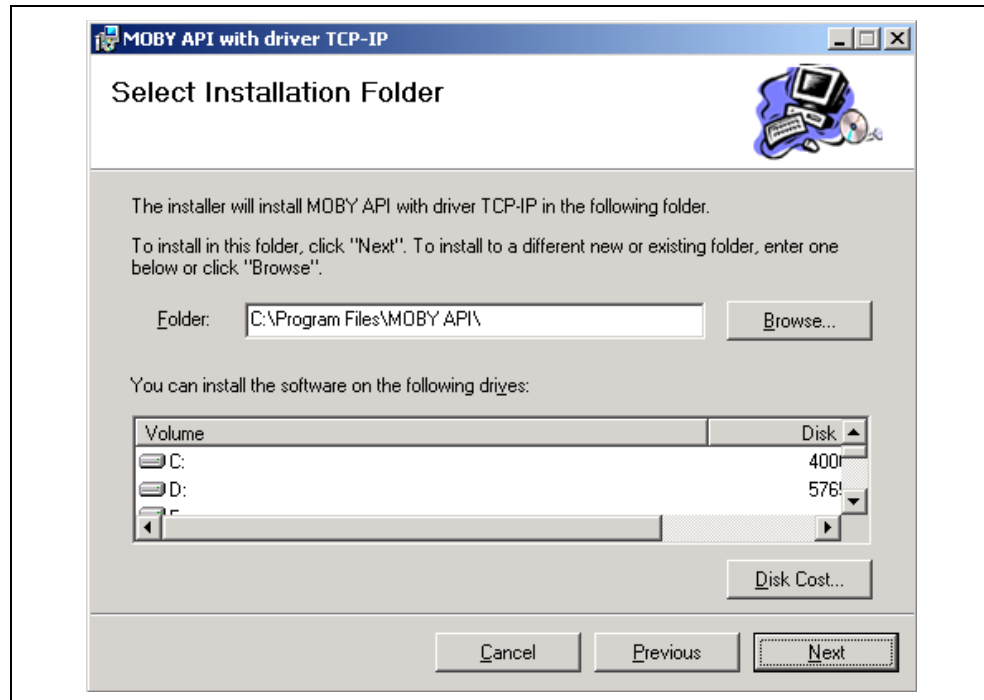 MOBY API with driver TCP-IP
Select Installation Folder
The installer will install MOBY API with driver TCP-IP in the following folder.
To install in this folder, click "Next". To install to a different new or existing folder, enter one
below or click "Browse".
Folder: C:\Program Files\MOBY API\ Browse...
You can install the software on the following drives:
Volume Disk
C: 400
D: 576
Disk Cost...
Cancel Previous Next